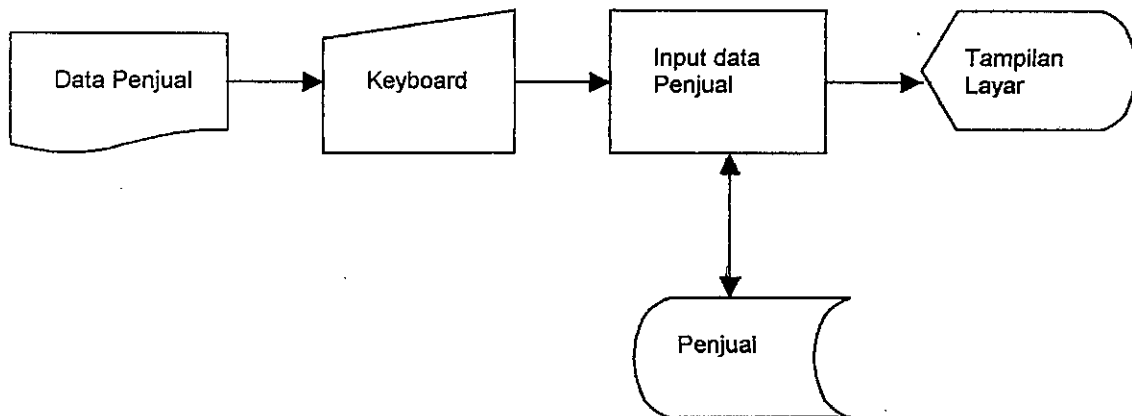 Data Penjual
Keyboard
Input data
Penjual
Tampilan
Layar
Penjual